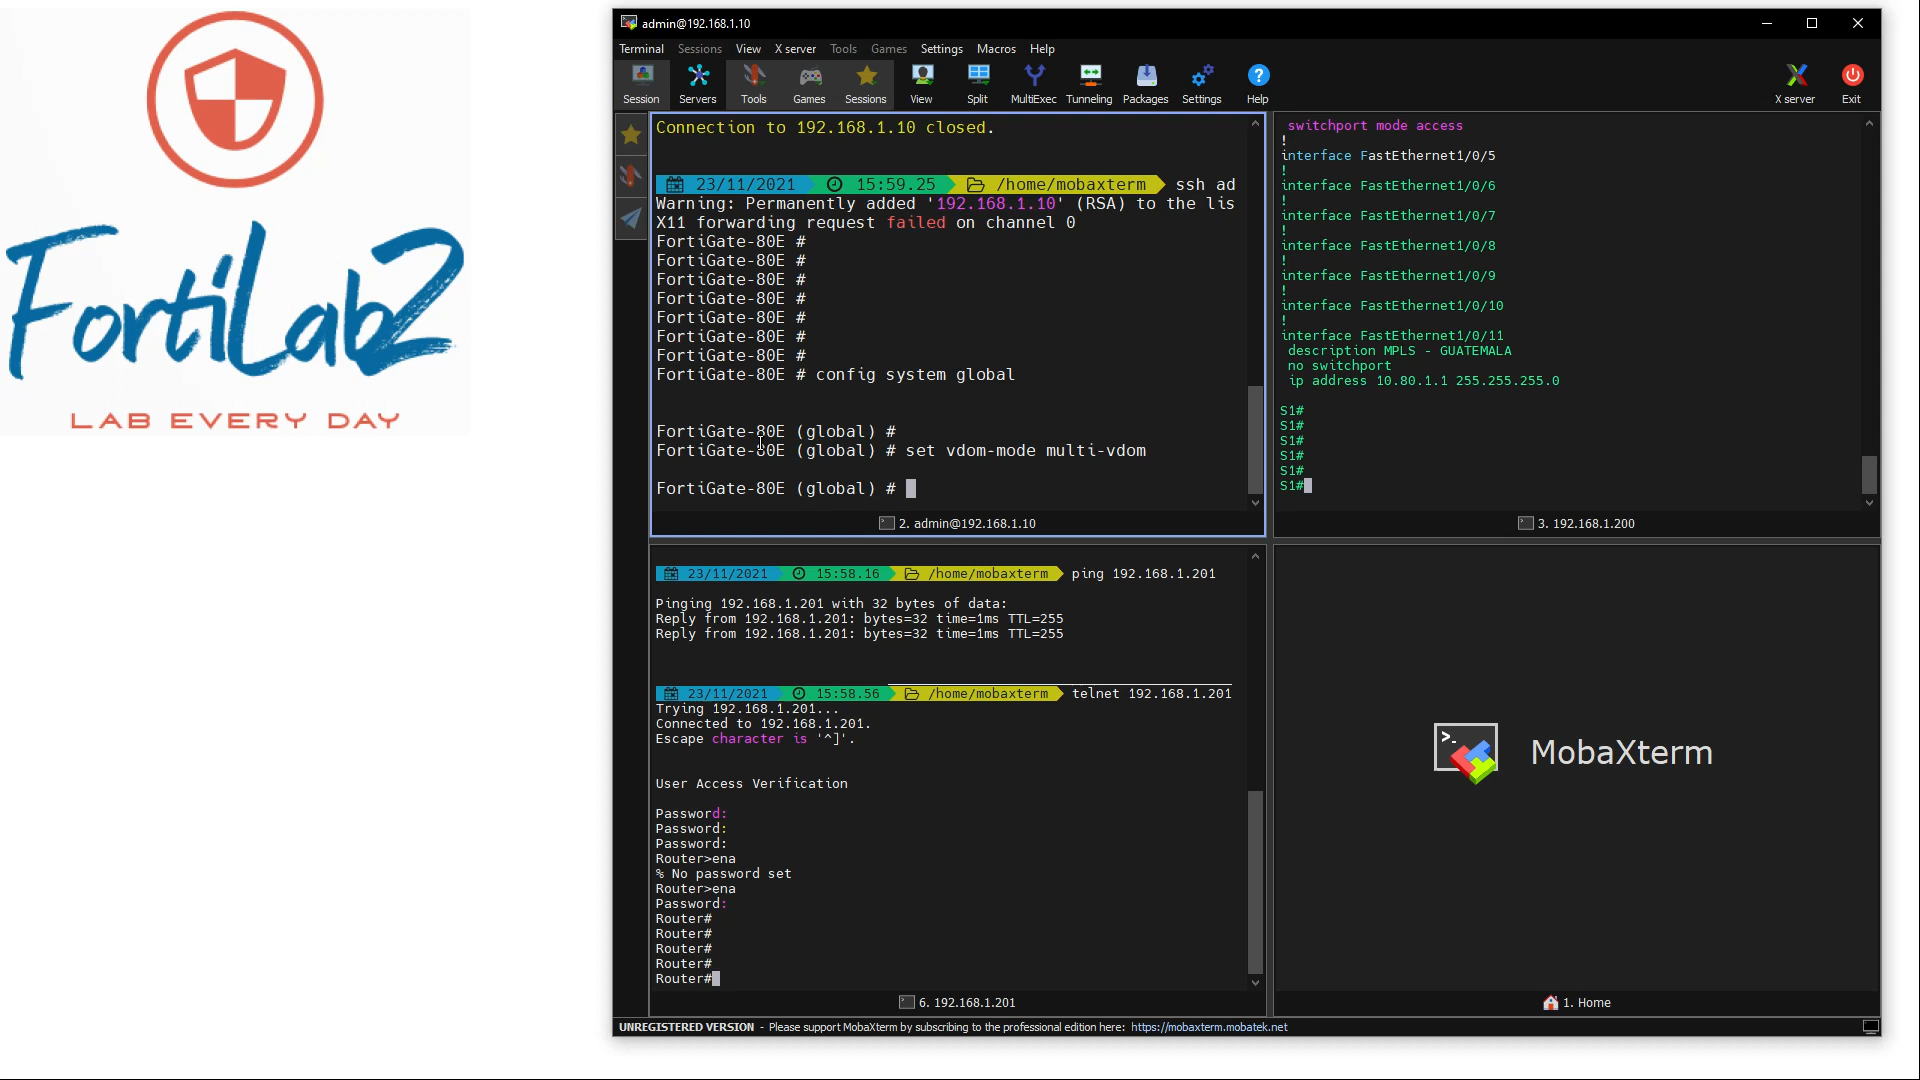 FortiLab2
LAB EVERY DAY
admin@192.168.1.10
Terminal Sessions View X server Tools Games Settings Macros Help
Session Servers Tools Games Sessions View Split MultiExec Tunneling Packages Settings Help X server Exit
Connection to 192.168.1.10 closed.
23/11/2021 15:59.25 /home/mobaxterm ssh ad
Warning: Permanently added '192.168.1.10' (RSA) to the lis
X11 forwarding request failed on channel 0
FortiGate-80E #
FortiGate-80E #
FortiGate-80E #
FortiGate-80E #
FortiGate-80E #
FortiGate-80E #
FortiGate-80E #
FortiGate-80E # config system global
FortiGate-80E (global) #
FortiGate-80E (global) # set vdom-mode multi-vdom
FortiGate-80E (global) #
2. admin@192.168.1.10
switchport mode access
!
interface FastEthernet1/0/5
!
interface FastEthernet1/0/6
!
interface FastEthernet1/0/7
!
interface FastEthernet1/0/8
!
interface FastEthernet1/0/9
!
interface FastEthernet1/0/10
!
interface FastEthernet1/0/11
description MPLS - GUATEMALA
no switchport
ip address 10.80.1.1 255.255.255.0
S1#
S1#
S1#
S1#
S1#
S1#
3. 192.168.1.200
23/11/2021 15:58.16 /home/mobaxterm ping 192.168.1.201
Pinging 192.168.1.201 with 32 bytes of data:
Reply from 192.168.1.201: bytes=32 time=1ms TTL=255
Reply from 192.168.1.201: bytes=32 time=1ms TTL=255
23/11/2021 15:58.56 /home/mobaxterm telnet 192.168.1.201
Trying 192.168.1.201...
Connected to 192.168.1.201.
Escape character is '^]'.
User Access Verification
Password:
Password:
Password:
Router>ena
% No password set
Router>ena
Password:
Router#
Router#
Router#
Router#
Router#
6. 192.168.1.201
MobaXterm
1. Home
UNREGISTERED VERSION - Please support MobaXterm by subscribing to the professional edition here: https://mobaxterm.mobatek.net